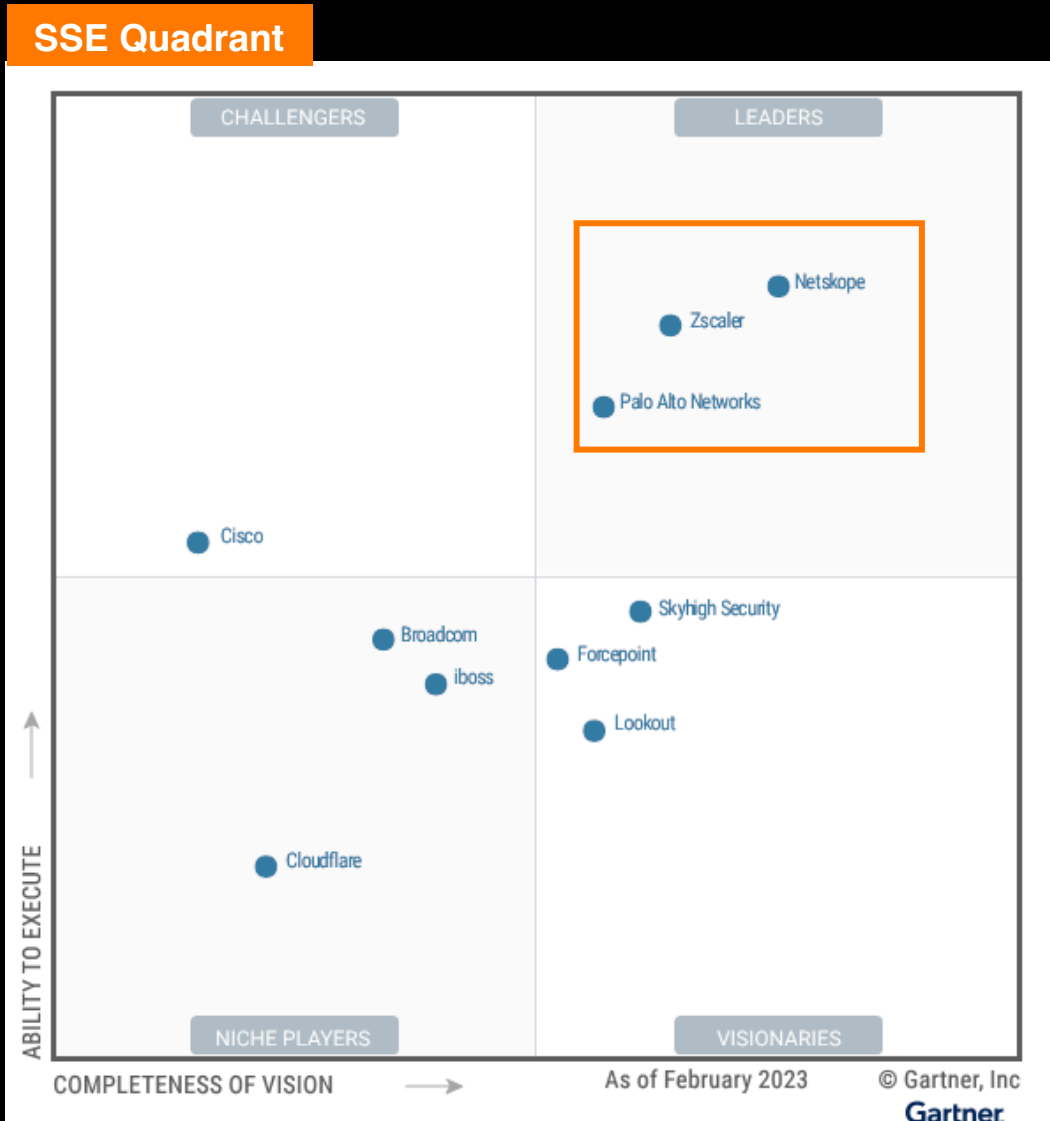 SSE Quadrant
CHALLENGERS
LEADERS
Netskope
Zscaler
Palo Alto Networks
Cisco
Skyhigh Security
Broadcom
Forcepoint
iboss
Lookout
Cloudflare
ABILITY TO EXECUTE
NICHE PLAYERS
VISIONARIES
COMPLETENESS OF VISION
As of February 2023
© Gartner, Inc
Gartner